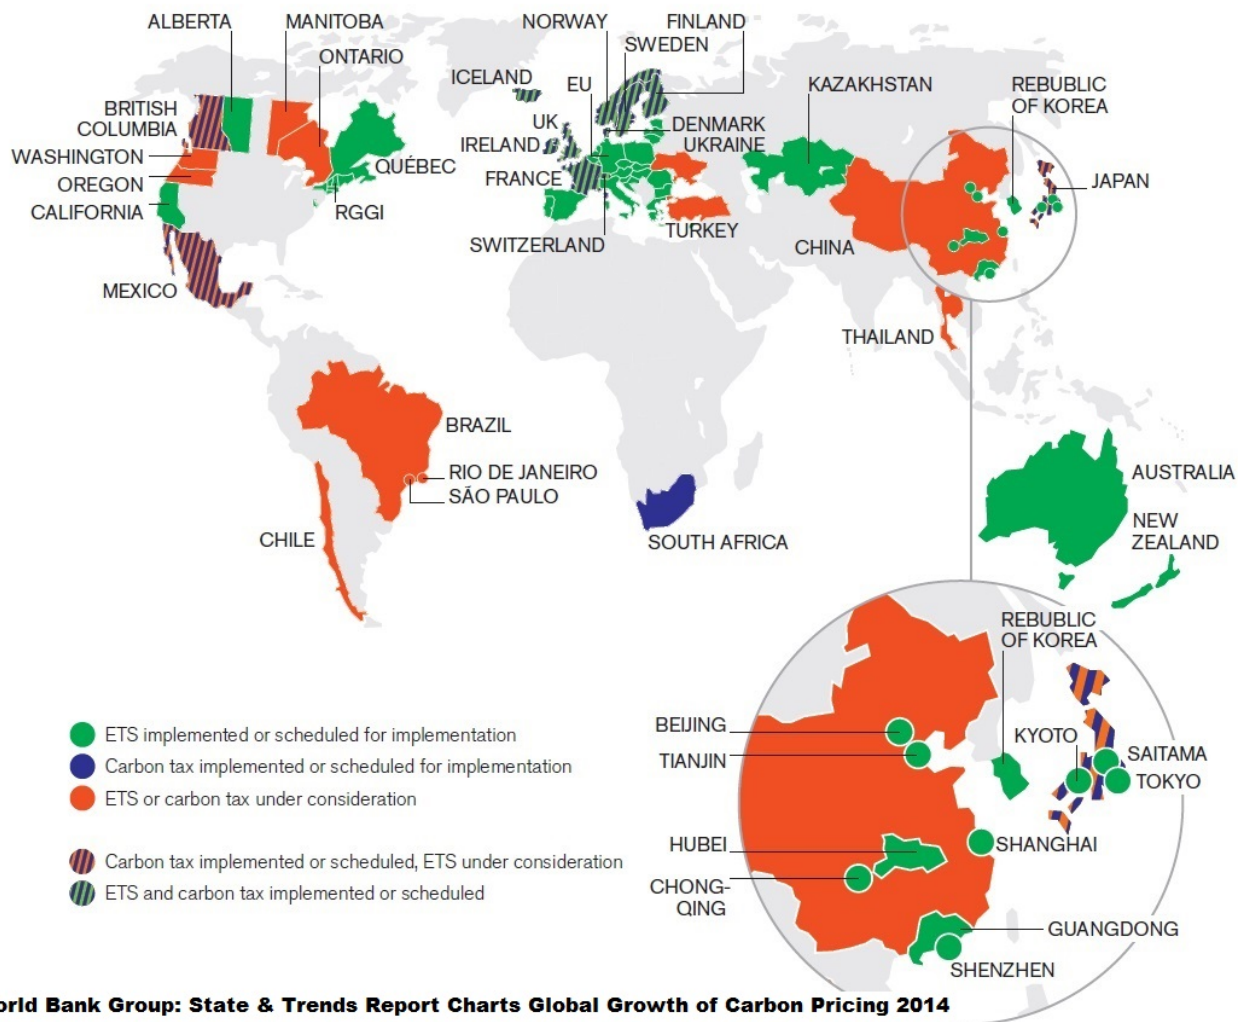 ALBERTA
MANITOBA
ONTARIO
NORWAY
FINLAND
SWEDEN
ICELAND
EU
KAZAKHSTAN
REPUBLIC
OF KOREA
BRITISH
COLUMBIA
UK
DENMARK
UKRAINE
WASHINGTON
IRELAND
QUÉBEC
OREGON
FRANCE
JAPAN
CALIFORNIA
RGGI
SWITZERLAND
TURKEY
CHINA
MEXICO
THAILAND
BRAZIL
RIO DE JANEIRO
SÃO PAULO
AUSTRALIA
NEW
ZEALAND
CHILE
SOUTH AFRICA
REBUBLIC
OF KOREA
ETS implemented or scheduled for implementation
Carbon tax implemented or scheduled for implementation
ETS or carbon tax under consideration
Carbon tax implemented or scheduled, ETS under consideration
ETS and carbon tax implemented or scheduled
BEIJING
TIANJIN
KYOTO
SAITAMA
TOKYO
HUBEI
SHANGHAI
CHONG-
QING
GUANGDONG
SHENZHEN
orld Bank Group: State & Trends Report Charts Global Growth of Carbon Pricing 2014